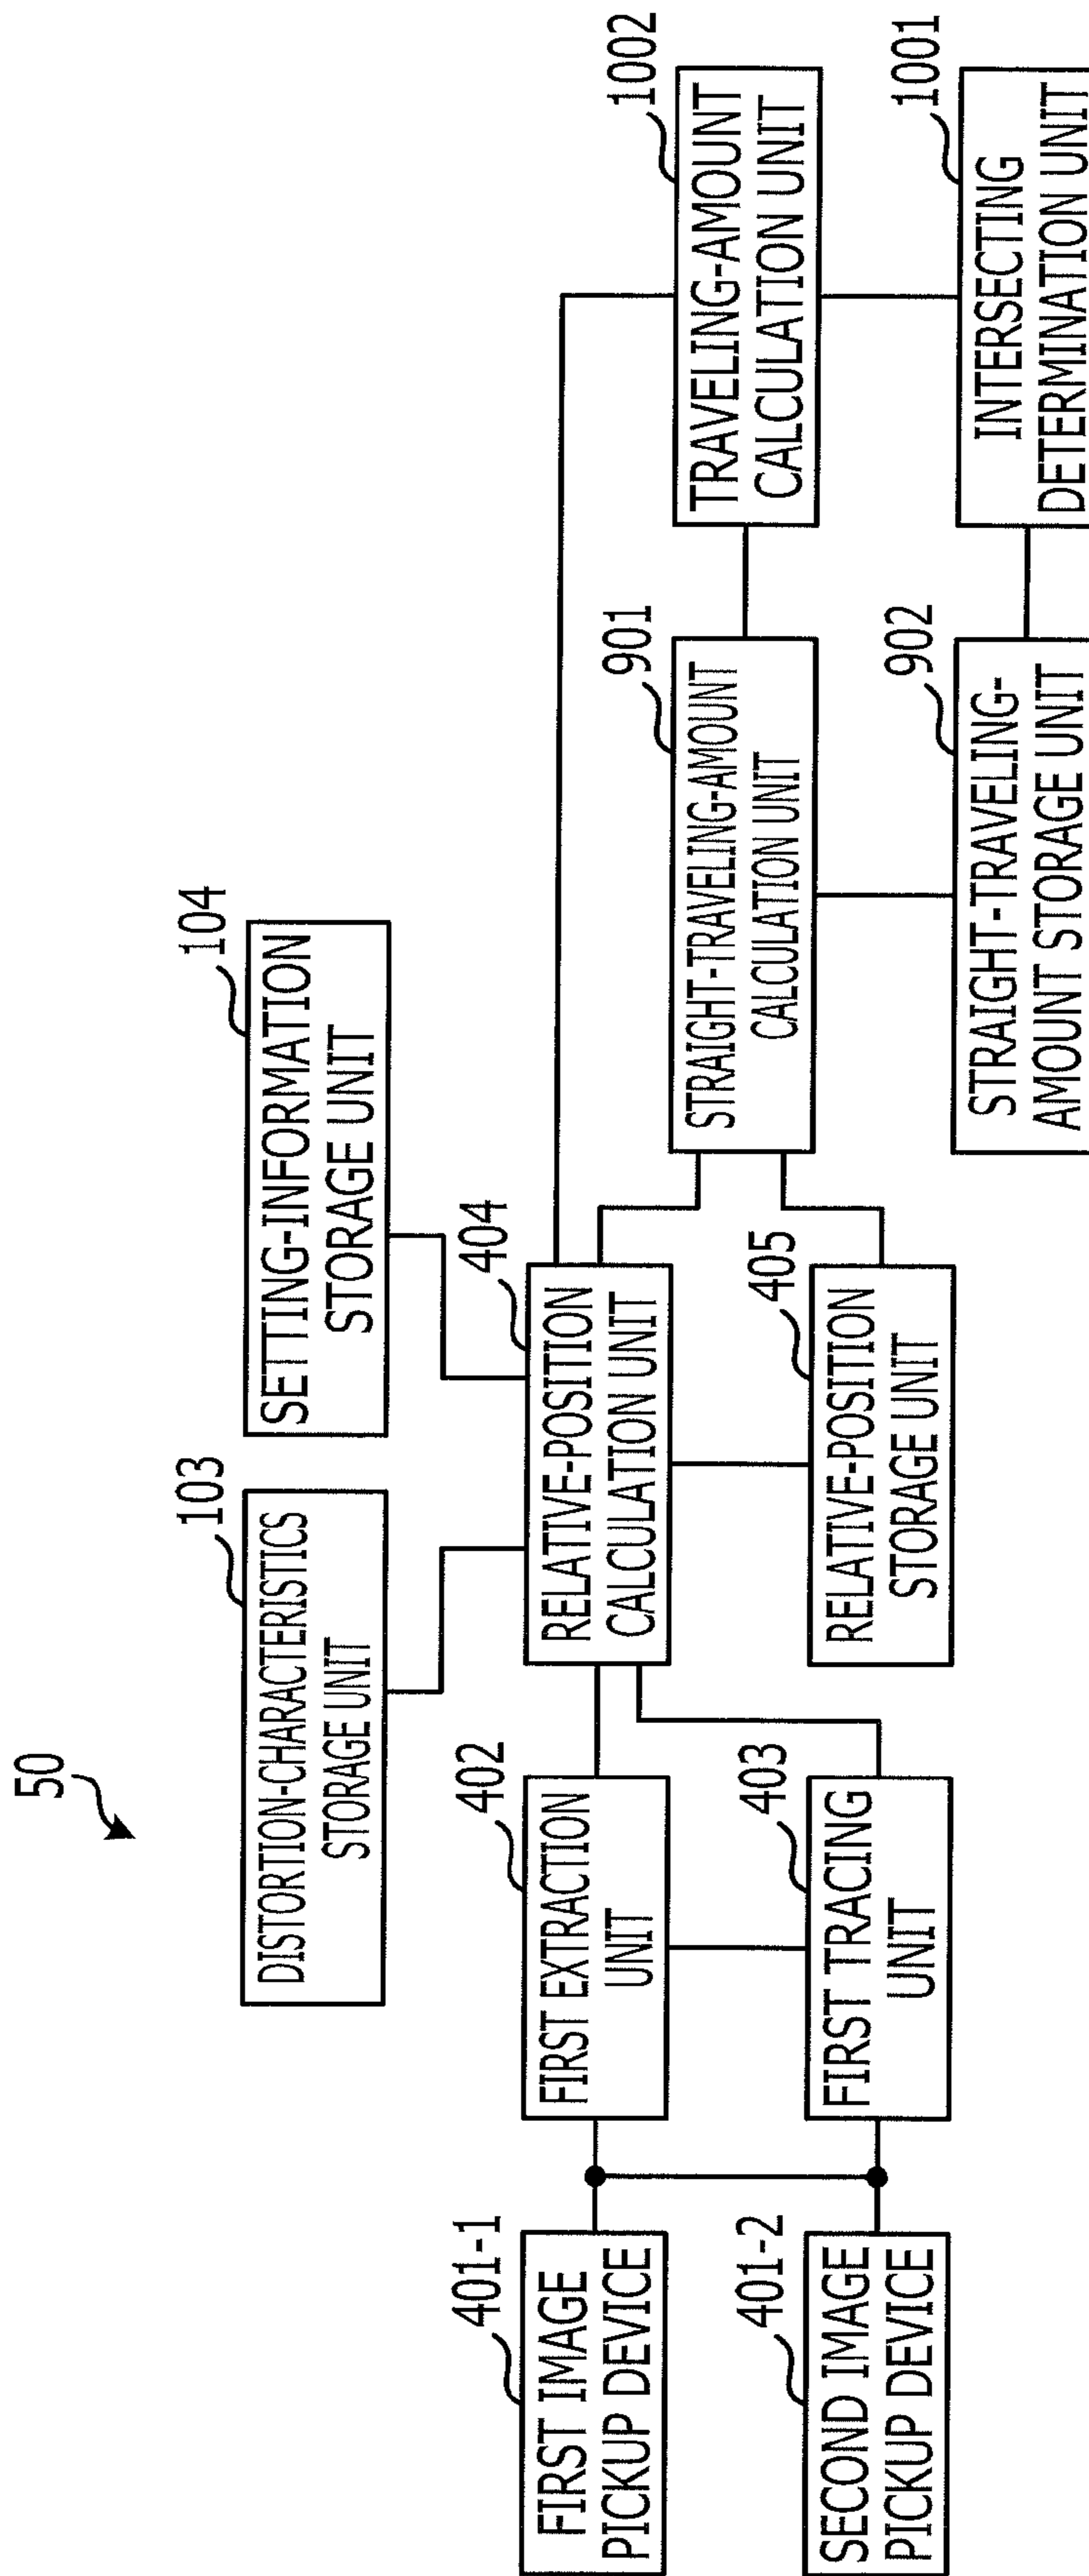 50
103
DISTORTION-CHARACTERISTICS
STORAGE UNIT
104
SETTING-INFORMATION
STORAGE UNIT
401-1
FIRST IMAGE
PICKUP DEVICE
402
FIRST EXTRACTION
UNIT
404
RELATIVE-POSITION
CALCULATION UNIT
901
STRAIGHT-TRAVELING-AMOUNT
CALCULATION UNIT
1002
TRAVELING-AMOUNT
CALCULATION UNIT
401-2
SECOND IMAGE
PICKUP DEVICE
403
FIRST TRACING
UNIT
405
RELATIVE-POSITION
STORAGE UNIT
902
STRAIGHT-TRAVELING-
AMOUNT STORAGE UNIT
1001
INTERSECTING
DETERMINATION UNIT